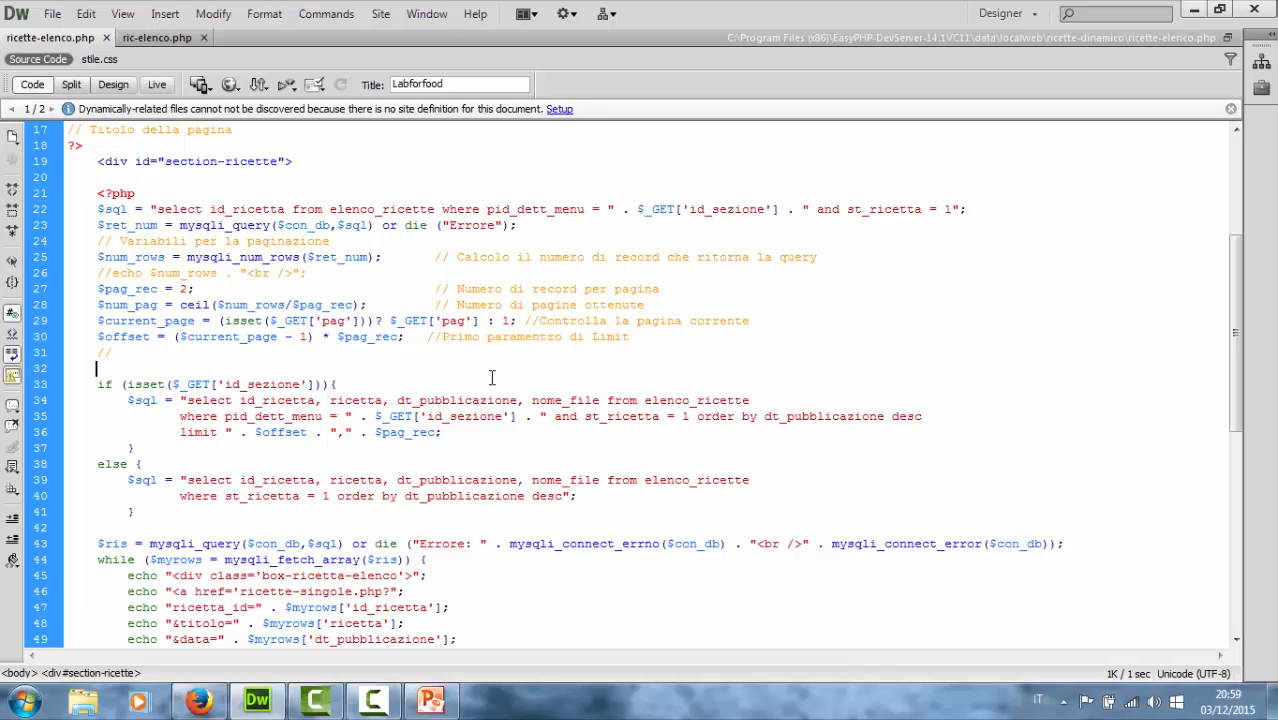 Dw File Edit View Insert Modify Format Commands Site Window Help Designer
ricette-elenco.php × ric-elenco.php × C:\Program Files (x86)\EasyPHP-DevServer-14.1VC11\data\localweb\ricette-dinamico\ricette-elenco.php
Source Code stile.css
Code Split Design Live Title: Labforfood
1 / 2 Dynamically-related files cannot not be discovered because there is no site definition for this document. Setup
17 // Titolo della pagina
18 ?>
19 <div id="section-ricette">
20
21 <?php
22 $sql = "select id_ricetta from elenco_ricette where pid_dett_menu = " . $_GET['id_sezione'] . " and st_ricetta = 1";
23 $ret_num = mysqli_query($con_db,$sql) or die ("Errore");
24 // Variabili per la paginazione
25 $num_rows = mysqli_num_rows($ret_num); // Calcolo il numero di record che ritorna la query
26 //echo $num_rows . "<br />";
27 $pag_rec = 2; // Numero di record per pagina
28 $num_pag = ceil($num_rows/$pag_rec); // Numero di pagine ottenute
29 $current_page = (isset($_GET['pag']))? $_GET['pag'] : 1; //Controlla la pagina corrente
30 $offset = ($current_page - 1) * $pag_rec; //Primo paramentro di Limit
31 //
32
33 if (isset($_GET['id_sezione'])){
34 $sql = "select id_ricetta, ricetta, dt_pubblicazione, nome_file from elenco_ricette
35 where pid_dett_menu = " . $_GET['id_sezione'] . " and st_ricetta = 1 order by dt_pubblicazione desc
36 limit " . $offset . "," . $pag_rec;
37 }
38 else {
39 $sql = "select id_ricetta, ricetta, dt_pubblicazione, nome_file from elenco_ricette
40 where st_ricetta = 1 order by dt_pubblicazione desc";
41 }
42
43 $ris = mysqli_query($con_db,$sql) or die ("Errore: " . mysqli_connect_errno($con_db) . "<br />" . mysqli_connect_error($con_db));
44 while ($myrows = mysqli_fetch_array($ris)) {
45 echo "<div class='box-ricetta-elenco'>";
46 echo "<a href='ricette-singole.php?";
47 echo "ricetta_id=" . $myrows['id_ricetta'];
48 echo "&titolo=" . $myrows['ricetta'];
49 echo "&data=" . $myrows['dt_pubblicazione'];
<body> <div#section-ricette> 1K / 1 sec Unicode (UTF-8)
Dw IT 20:59
03/12/2015